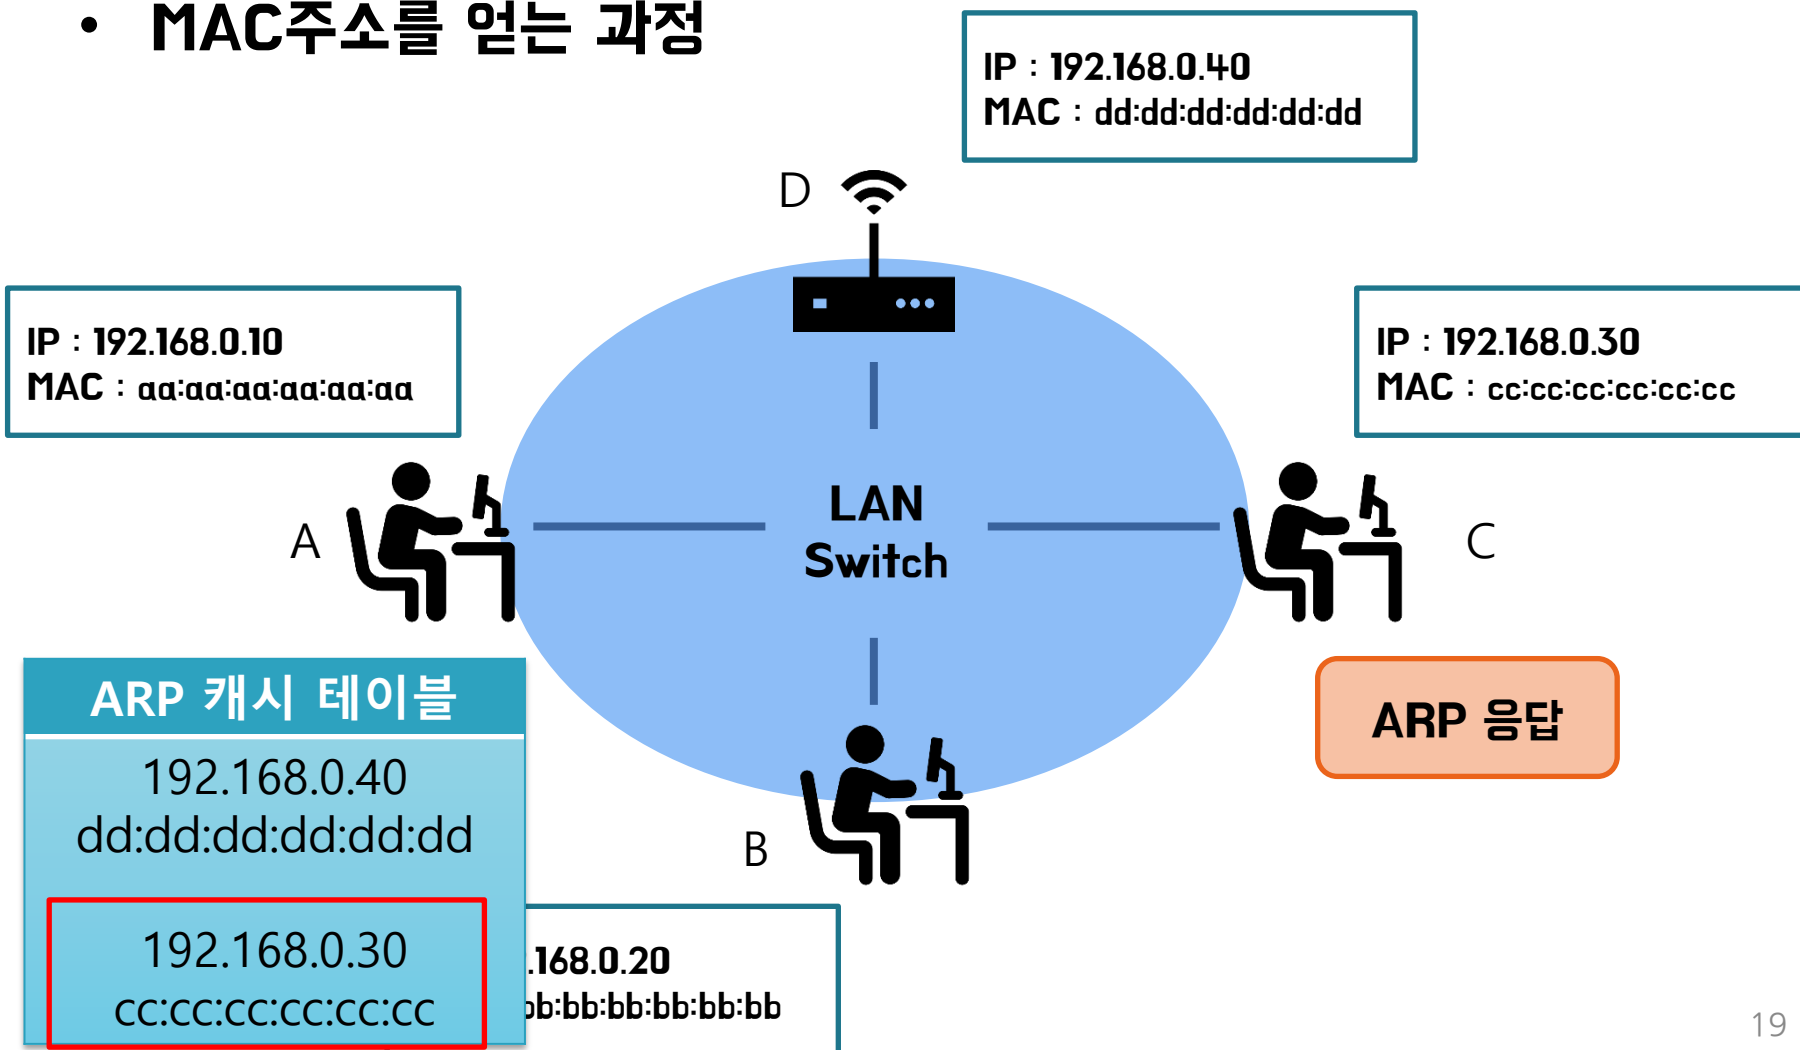 • MAC주소를 얻는 과정
IP : 192.168.0.40
MAC : dd:dd:dd:dd:dd:dd
D
IP : 192.168.0.10
MAC : aa:aa:aa:aa:aa:aa
IP : 192.168.0.30
MAC : cc:cc:cc:cc:cc:cc
A
LAN
Switch
C
ARP 캐시 테이블
192.168.0.40
dd:dd:dd:dd:dd:dd
192.168.0.30
cc:cc:cc:cc:cc:cc
ARP 응답
B
.168.0.20
bb:bb:bb:bb:bb:bb
19